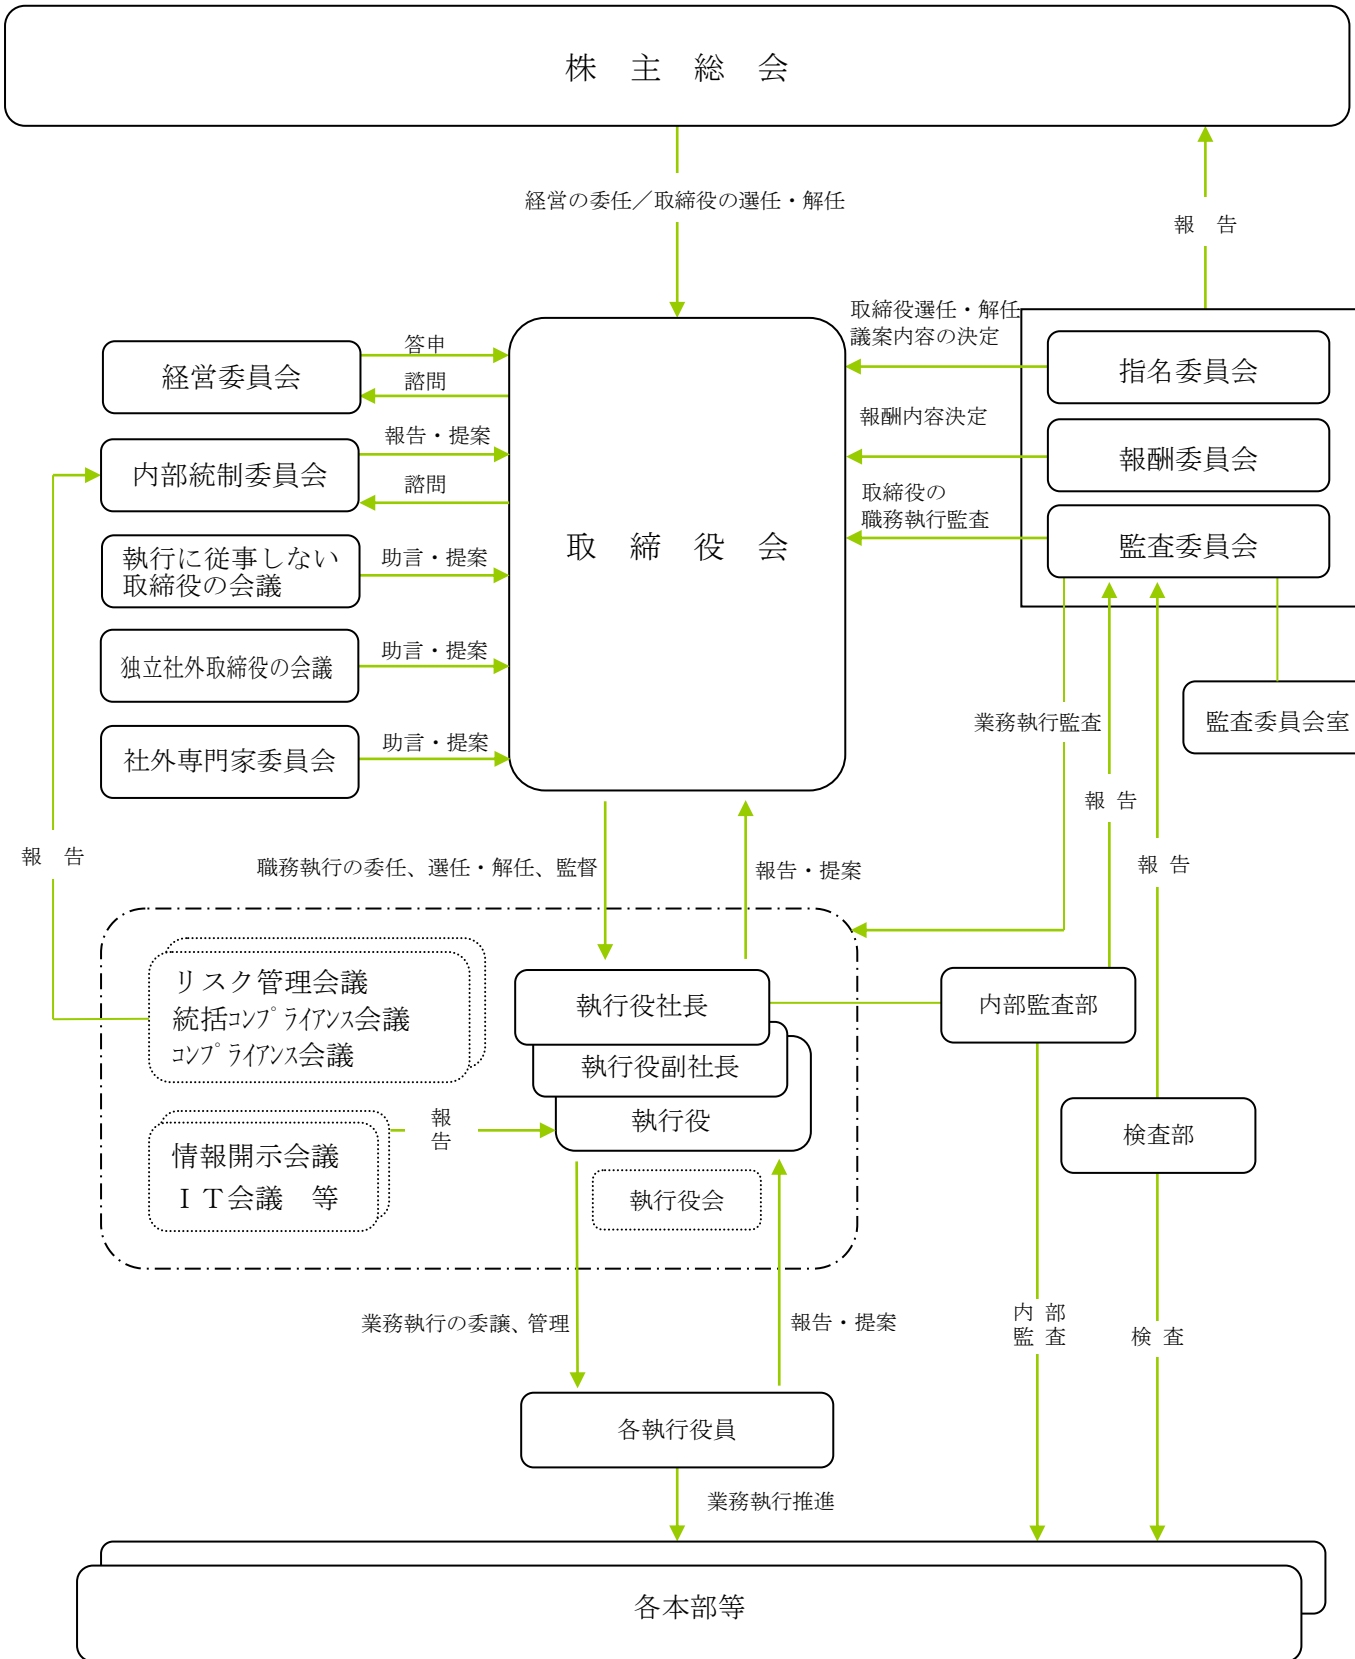 株　主　総　会
経営の委任／取締役の選任・解任
報　告
取締役選任・解任
議案内容の決定
答申
経営委員会
諮問
指名委員会
報酬内容決定
報告・提案
内部統制委員会
諮問
報酬委員会
取締役の
職務執行監査
取　締　役　会
監査委員会
執行に従事しない
取締役の会議
助言・提案
独立社外取締役の会議
助言・提案
社外専門家委員会
助言・提案
業務執行監査
監査委員会室
報 告
報　告
職務執行の委任、選任・解任、監督
報告・提案
報 告
リスク管理会議
統括ｺﾝﾌﾟﾗｲｱﾝｽ会議
ｺﾝﾌﾟﾗｲｱﾝｽ会議
執行役社長
執行役副社長
執行役
内部監査部
報
告
情報開示会議
ＩＴ会議　等
執行役会
検査部
業務執行の委譲、管理
報告・提案
内 部
監 査
検 査
各執行役員
業務執行推進
各本部等